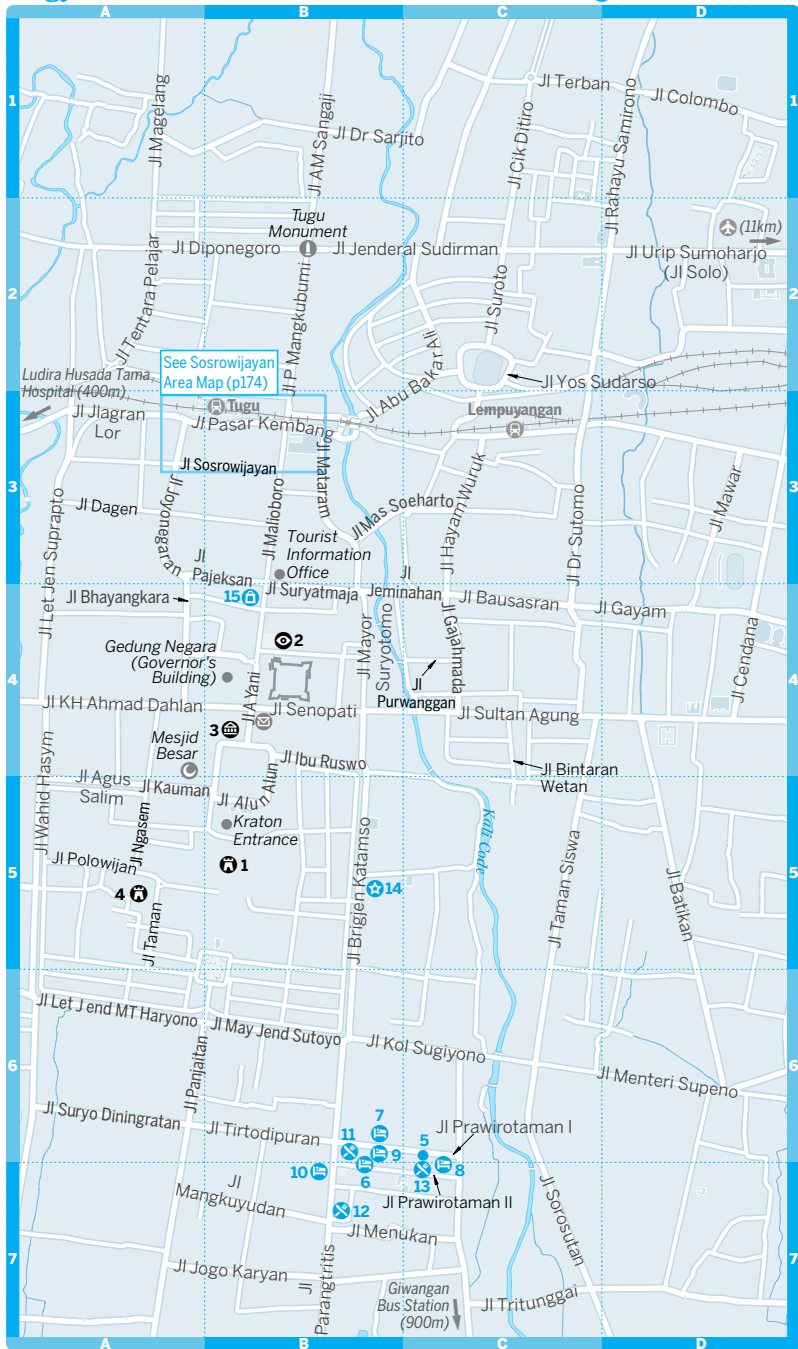 A B C D
1
Jl Terban
Jl Colombo
Jl Magelang
Jl AM Sangaji
Jl Dr Sarjito
Jl Cik Ditiro
Jl Rahayu Samirono
1
Tugu
Monument
(11km)
Jl Diponegoro
Jl Jenderal Sudirman
Jl Urip Sumoharjo
(Jl Solo)
2
Jl Tentara Pelajar
Jl P Mangkubumi
Jl Suroto
2
See Sosrowijayan
Area Map (p174)
Ludira Husada Tama
Hospital (400m)
Jl Abu Bakar Ali
Jl Yos Sudarso
Tugu
Lempuyangan
Jl Jlagran
Lor
Jl Pasar Kembang
Jl Sosrowijayan
Jl Mataram
3
Jl Dagen
Jl Joyonegaran
Jl Malioboro
Jl Mas Soeharto
Jl Hayam Wuruk
Jl Dr Sutomo
Jl Mawar
3
Jl Let Jen Suprapto
Tourist
Information
Office
Jl
Pajeksan
Jl Suryatmaja
Jl
Jeminahan
Jl Bhayangkara
15
Jl Bausasran
Jl Gayam
2
Jl Mayor
Suryotomo
Jl Gajahmada
Jl Cendana
Gedung Negara
(Governor's
Building)
4
Jl A Yani
Jl
Purwanggan
4
Jl KH Ahmad Dahlan
Jl Senopati
Jl Sultan Agung
3
Mesjid
Besar
Jl Ibu Ruswo
Jl Bintaran
Wetan
Jl Wahid Hasym
Jl Agus
Salim
Jl Kauman
Jl Alun Alun
Jl Ngasem
Kraton
Entrance
Kali Code
5
Jl Polowijan
1
Jl Brigjen Katamso
14
Jl Taman Siswa
Jl Batikan
5
4
Jl Taman
Jl Let J end MT Haryono
Jl May Jend Sutoyo
Jl Kol Sugiyono
6
Jl Panjaitan
Jl Menteri Supeno
6
Jl Suryo Diningratan
Jl Tirtodipuran
7
11
5
Jl Prawirotaman I
9
10
6
13
8
Jl
Mangkuyudan
Jl Prawirotaman II
12
Jl Menukan
Jl Sorosutan
7
Jl Jogo Karyan
Jl
Parangtritis
Giwangan
Bus Station
(900m)
Jl Tritunggai
7
A B C D